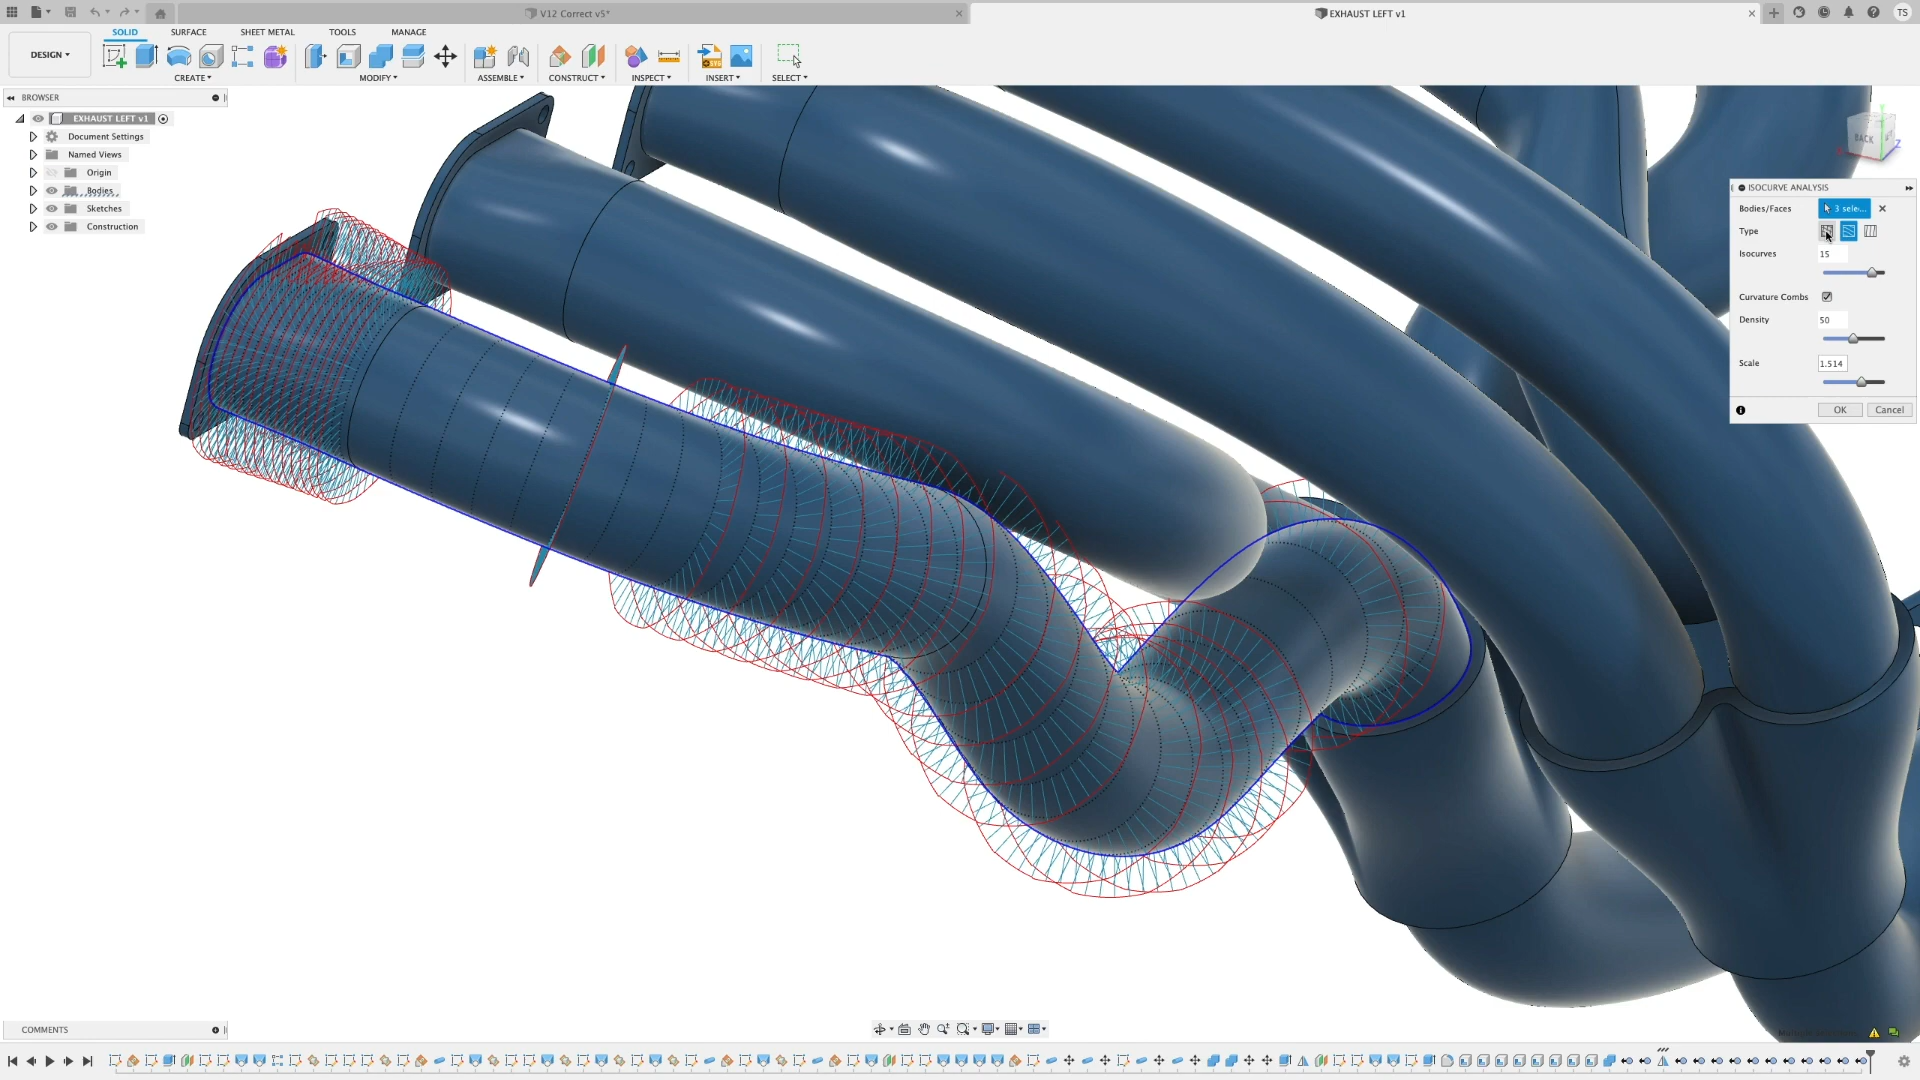 V12 Correct v5*
EXHAUST LEFT v1
TS
DESIGN
SOLID
SURFACE
SHEET METAL
TOOLS
MANAGE
CREATE
MODIFY
ASSEMBLE
CONSTRUCT
INSPECT
INSERT
SELECT
BROWSER
EXHAUST LEFT v1
Document Settings
Named Views
Origin
Bodies
Sketches
Construction
BACK
ISOCURVE ANALYSIS
Bodies/Faces
3 sele...
Type
Isocurves
15
Curvature Combs
Density
50
Scale
1.514
OK
Cancel
COMMENTS